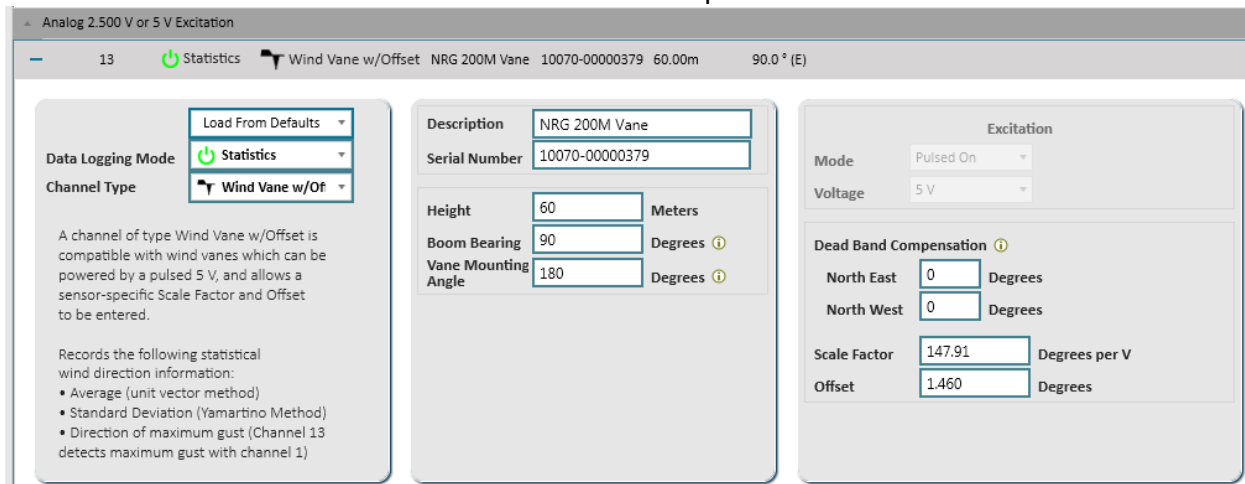 Analog 2.500 V or 5 V Excitation
13 Statistics Wind Vane w/Offset NRG 200M Vane 10070-00000379 60.00m 90.0 ° (E)
Load From Defaults
Data Logging Mode Statistics
Channel Type Wind Vane w/Of
A channel of type Wind Vane w/Offset is
compatible with wind vanes which can be
powered by a pulsed 5 V, and allows a
sensor-specific Scale Factor and Offset
to be entered.
Records the following statistical
wind direction information:
• Average (unit vector method)
• Standard Deviation (Yamartino Method)
• Direction of maximum gust (Channel 13
detects maximum gust with channel 1)
Description NRG 200M Vane
Serial Number 10070-00000379
Height 60 Meters
Boom Bearing 90 Degrees
Vane Mounting
Angle 180 Degrees
Excitation
Mode Pulsed On
Voltage 5 V
Dead Band Compensation
North East 0 Degrees
North West 0 Degrees
Scale Factor 147.91 Degrees per V
Offset 1.460 Degrees